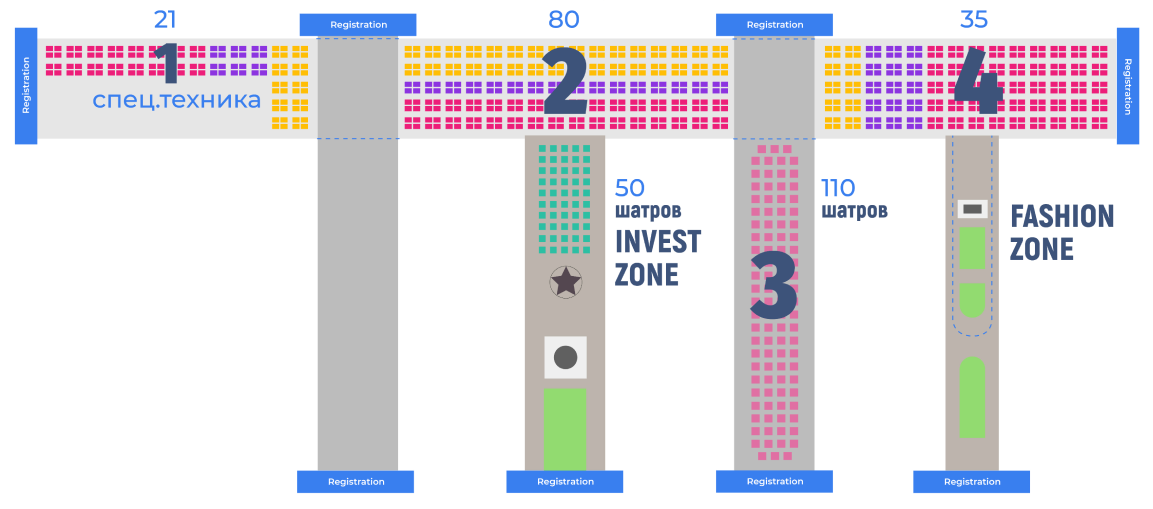 21
80
35
Registration
Registration
Registration
Registration
1
2
4
спец.техника
50
шатров
INVEST
ZONE
110
шатров
3
FASHION
ZONE
Registration
Registration
Registration
Registration